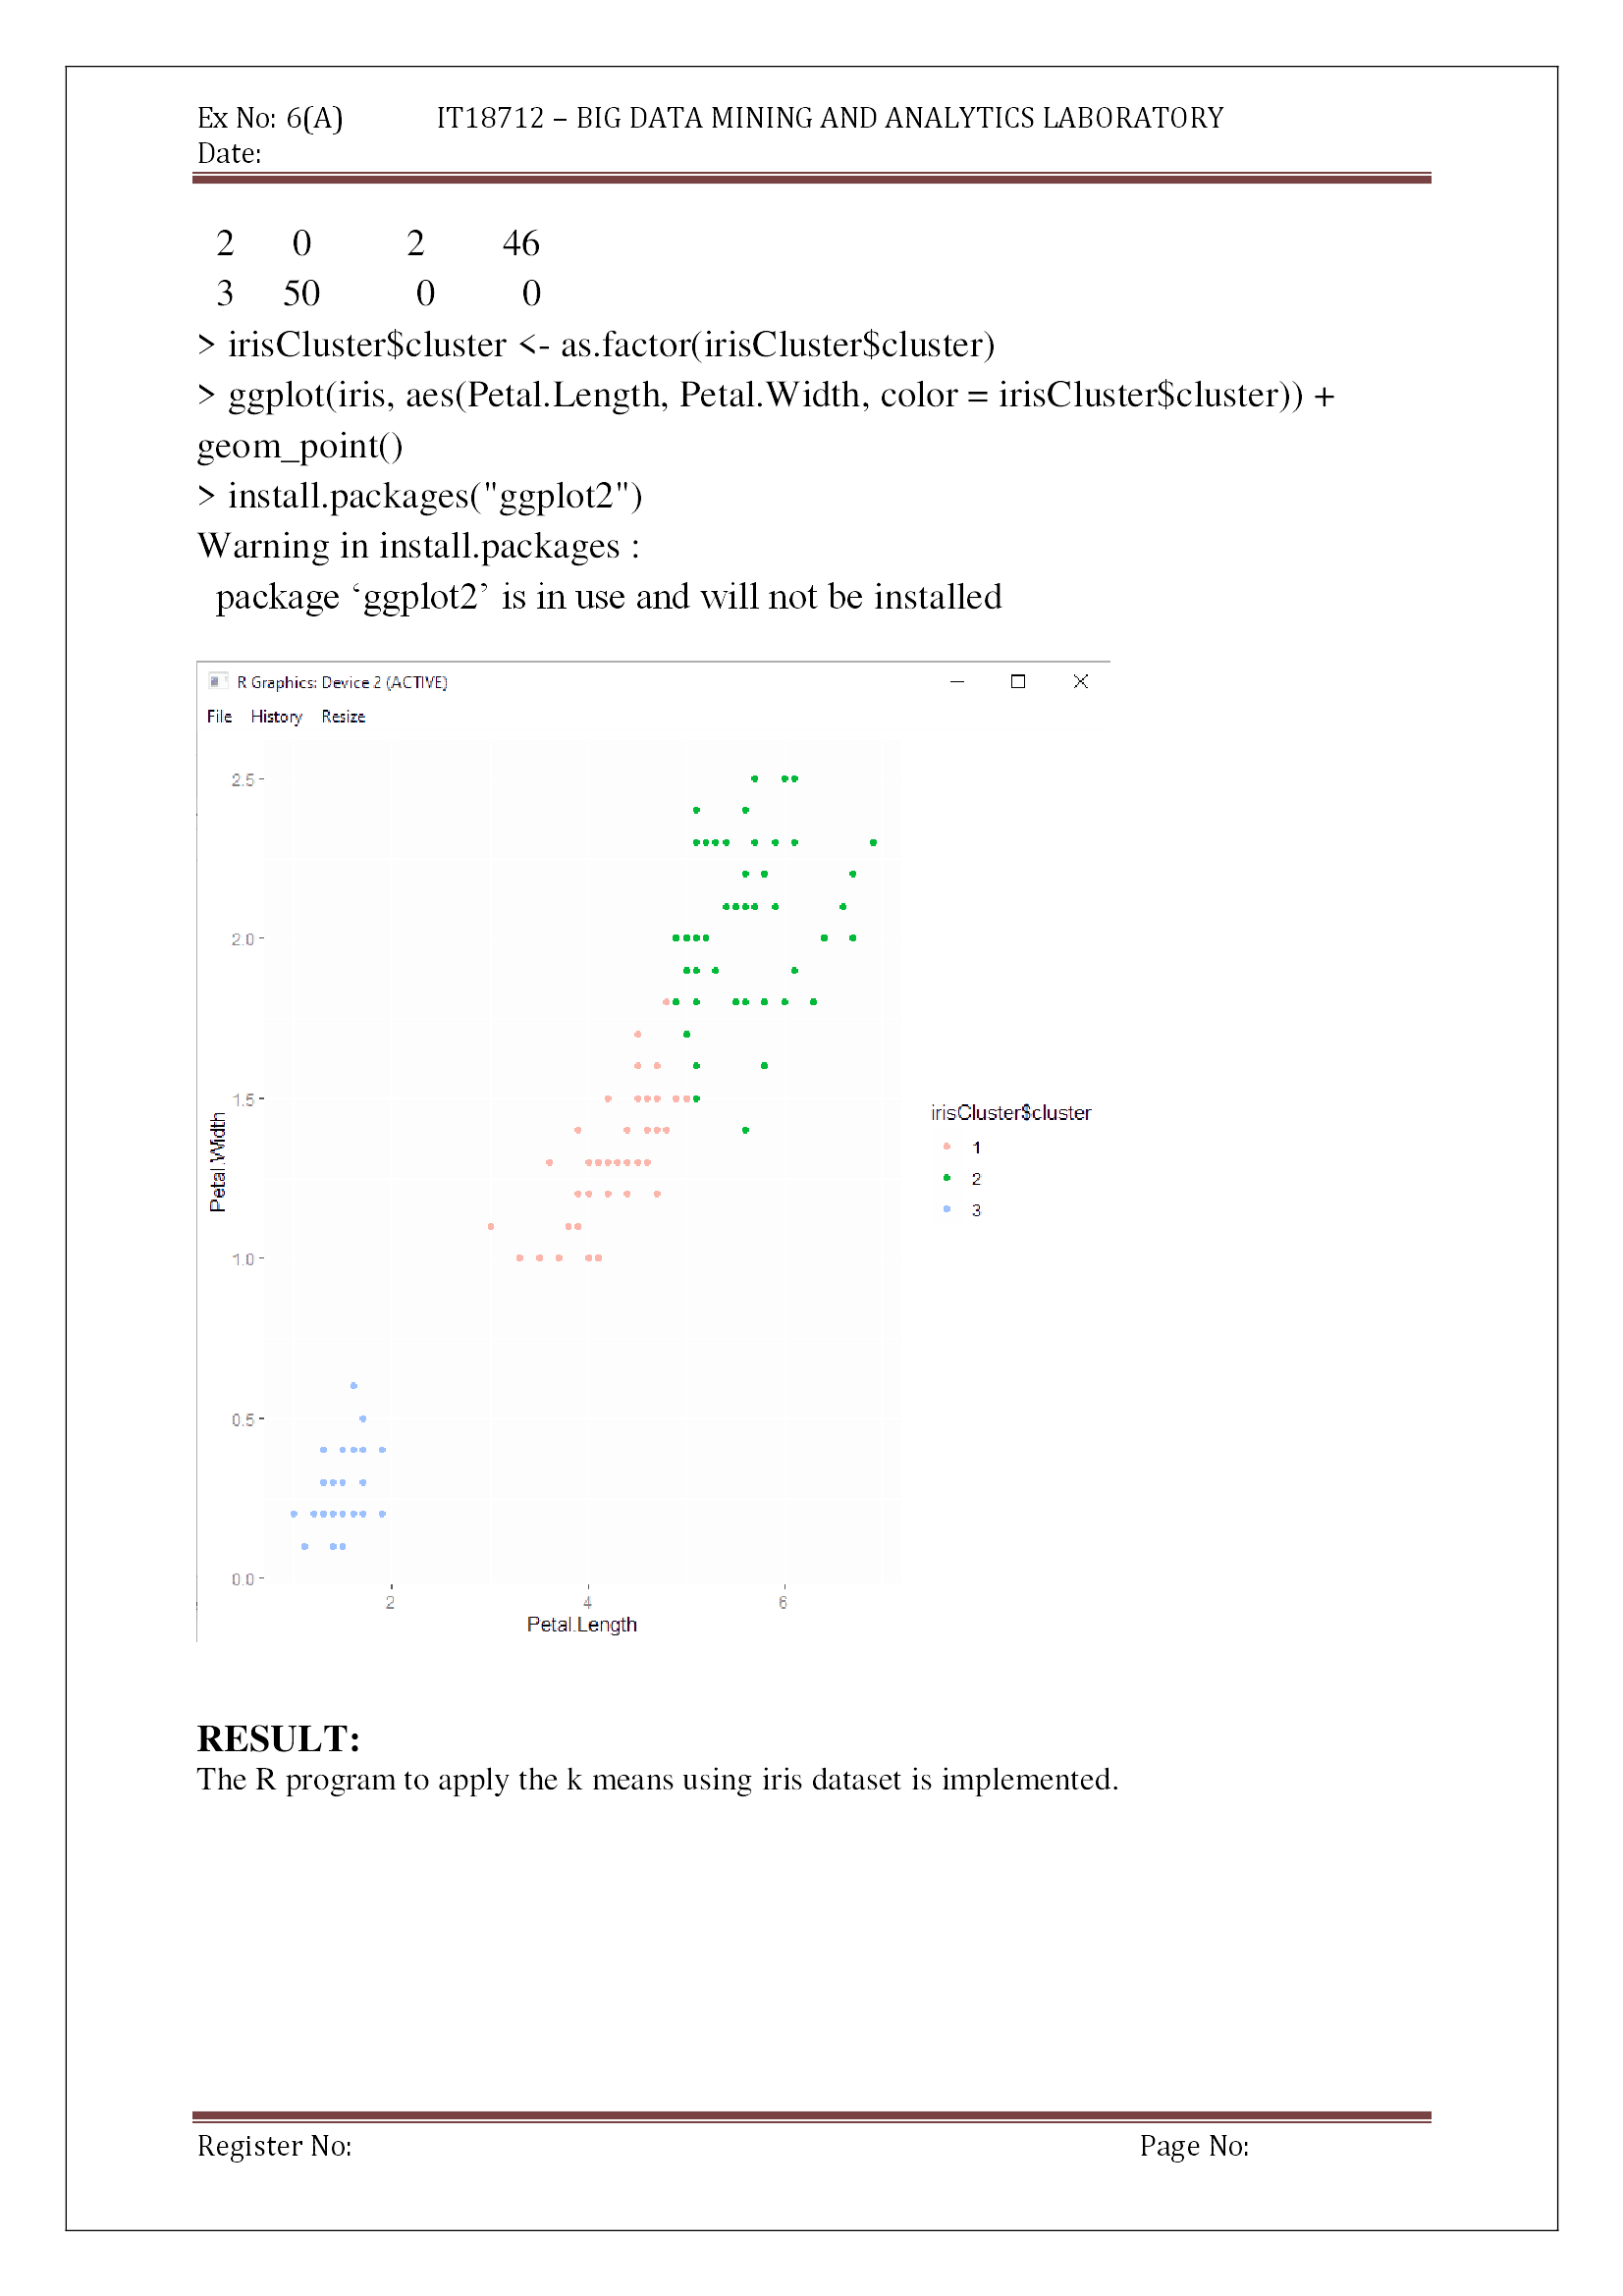 Ex No: 6(A) IT18712 – BIG DATA MINING AND ANALYTICS LABORATORY
Date:
2 0 2 46
3 50 0 0
> irisCluster$cluster <- as.factor(irisCluster$cluster)
> ggplot(iris, aes(Petal.Length, Petal.Width, color = irisCluster$cluster)) +
geom_point()
> install.packages("ggplot2")
Warning in install.packages :
package ‘ggplot2’ is in use and will not be installed
R Graphics: Device 2 (ACTIVE)
File History Resize
2.5
2.0
1.5
1.0
0.5
0.0
Petal.Width
2 4 6
Petal.Length
irisCluster$cluster
1
2
3
RESULT:
The R program to apply the k means using iris dataset is implemented.
Register No: Page No: